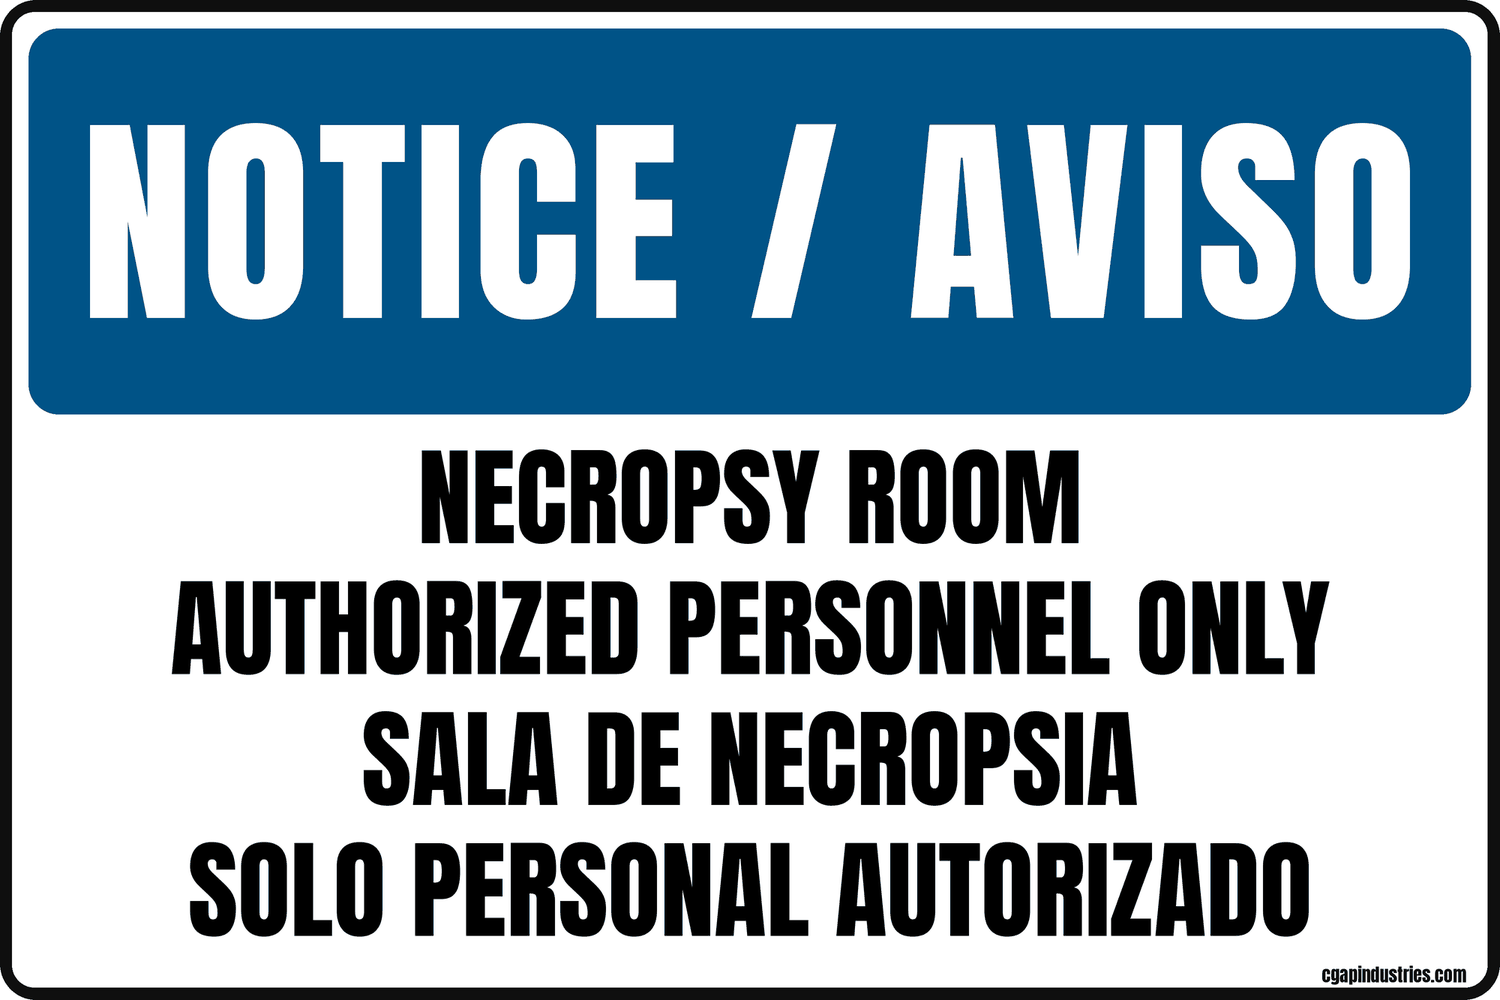 NOTICE / AVISO
NECROPSY ROOM
AUTHORIZED PERSONNEL ONLY
SALA DE NECROPSIA
SOLO PERSONAL AUTORIZADO
cgapindustries.com